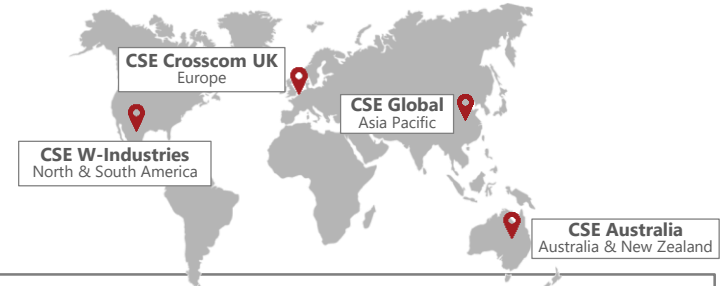 CSE Crosscom UK
Europe
CSE Global
Asia Pacific
CSE W-Industries
North & South America
CSE Australia
Australia & New Zealand